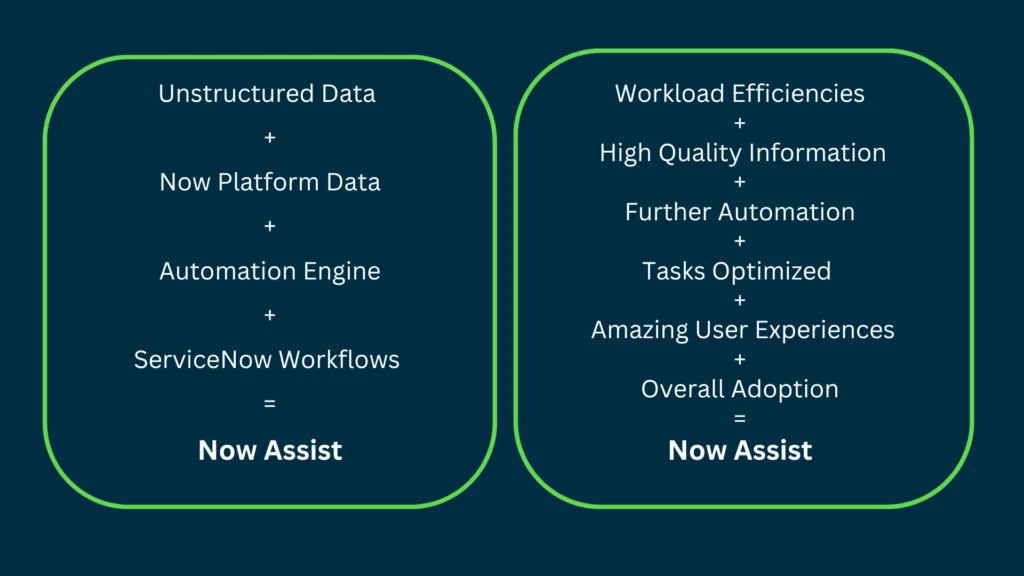 Unstructured Data
+
Now Platform Data
+
Automation Engine
+
ServiceNow Workflows
=
Now Assist
Workload Efficiencies
+
High Quality Information
+
Further Automation
+
Tasks Optimized
+
Amazing User Experiences
+
Overall Adoption
=
Now Assist